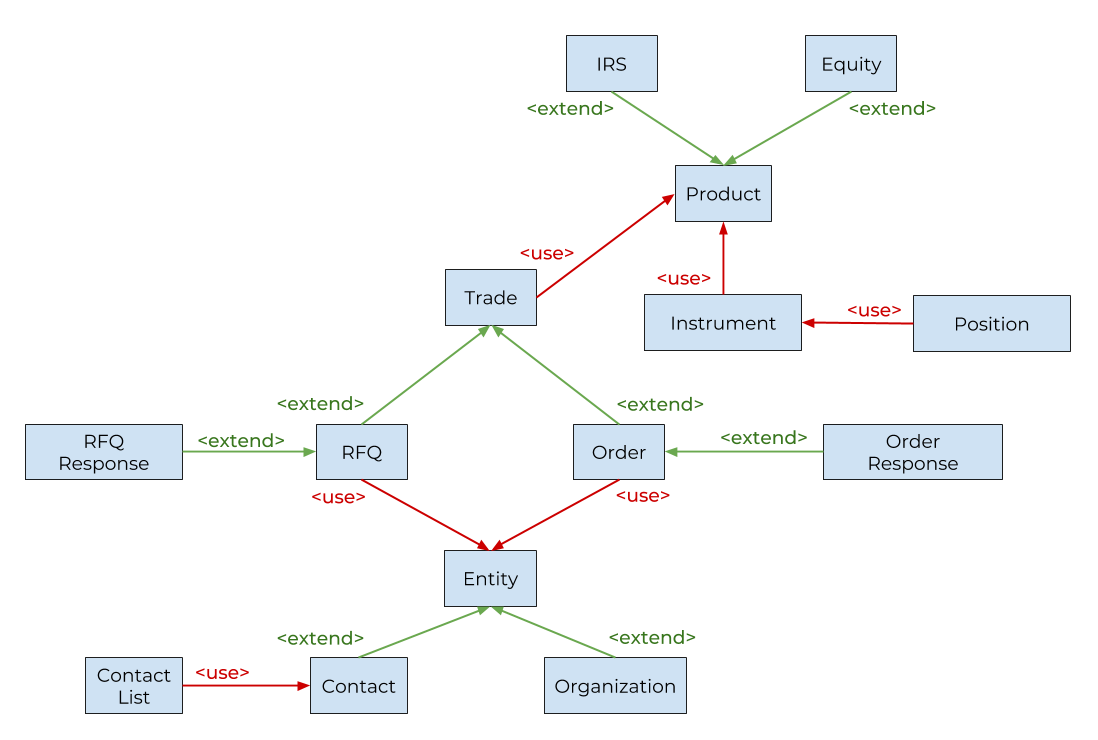 IRS
Equity
<extend>
<extend>
Product
<use>
<use>
Trade
<use>
Instrument
Position
<extend>
<extend>
RFQ
Response
<extend>
RFQ
Order
<extend>
Order
Response
<use>
<use>
Entity
<extend>
<extend>
Contact
List
<use>
Contact
Organization